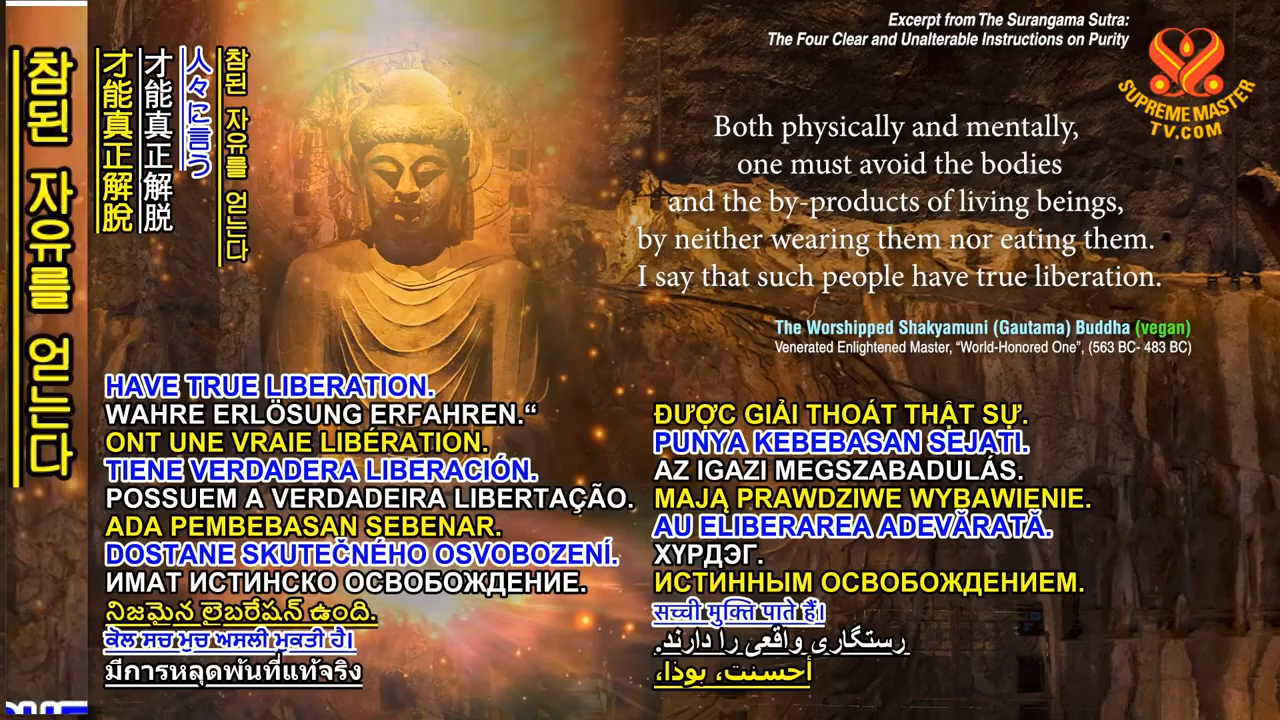 Excerpt from The Surangama Sutra:
The Four Clear and Unalterable Instructions on Purity
SUPREME MASTER
TV.COM
참된 자유를 얻는다
才能真正解脫
才能真正解脱
人々に言う
참된 자유를 얻는다
Both physically and mentally,
one must avoid the bodies
and the by-products of living beings,
by neither wearing them nor eating them.
I say that such people have true liberation.
The Worshipped Shakyamuni (Gautama) Buddha (vegan)
Venerated Enlightened Master, “World-Honored One”, (563 BC- 483 BC)
HAVE TRUE LIBERATION.
WAHRE ERLÖSUNG ERFAHREN.“
ONT UNE VRAIE LIBÉRATION.
TIENE VERDADERA LIBERACIÓN.
POSSUEM A VERDADEIRA LIBERTAÇÃO.
ADA PEMBEBASAN SEBENAR.
DOSTANE SKUTEČNÉHO OSVOBOZENÍ.
ИМАТ ИСТИНСКО ОСВОБОЖДЕНИЕ.
నిజమైన లైబరేషన్ ఉంది.
ਕੋਲ ਸਚ ਮੁਚ ਅਸਲੀ ਮੁਕਤੀ ਹੈ।
มีการหลุดพ้นที่แท้จริง
ĐƯỢC GIẢI THOÁT THẬT SỰ.
PUNYA KEBEBASAN SEJATI.
AZ IGAZI MEGSZABADULÁS.
MAJĄ PRAWDZIWE WYBAWIENIE.
AU ELIBERAREA ADEVĂRATĂ.
ХҮРДЭГ.
ИСТИННЫМ ОСВОБОЖДЕНИЕМ.
सच्ची मुक्ति पाते हैं।
رستگاری واقعی را دارند.
أحسنت، بوذا،